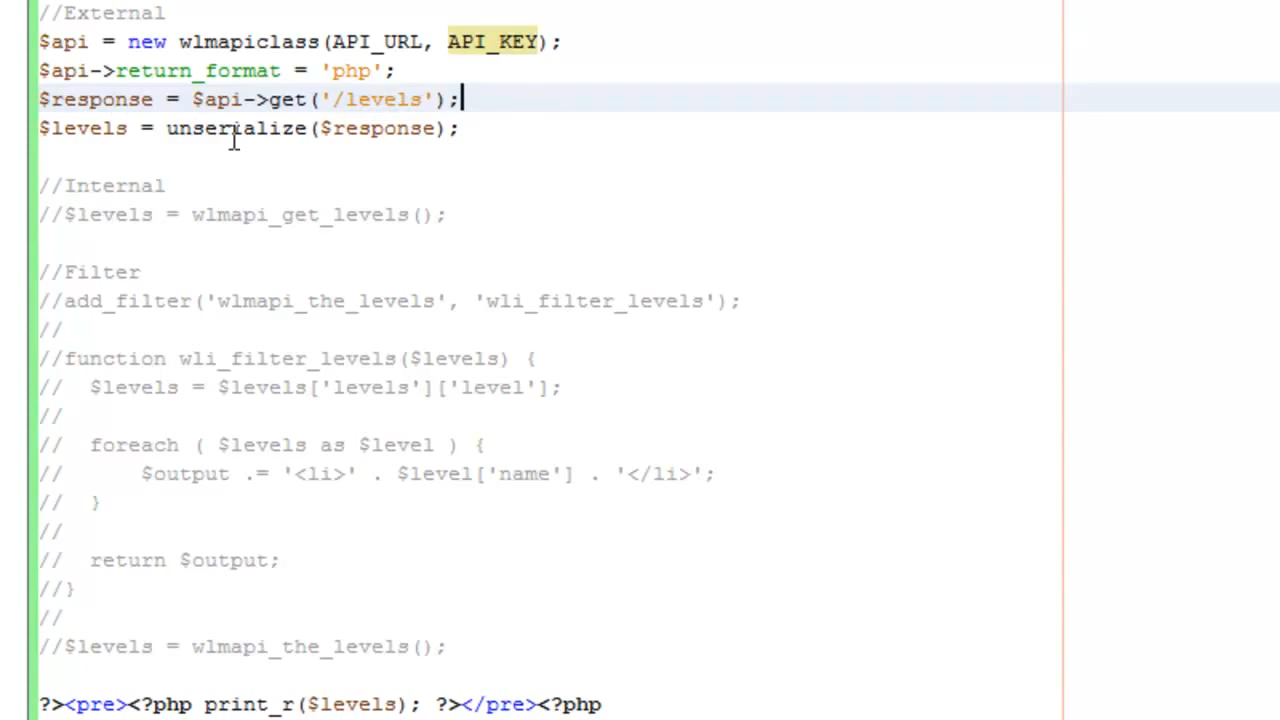 //External
$api = new wlmapiclass(API_URL, API_KEY);
$api->return_format = 'php';
$response = $api->get('/levels');
$levels = unserialize($response);
//Internal
//$levels = wlmapi_get_levels();
//Filter
//add_filter('wlmapi_the_levels', 'wli_filter_levels');
//
//function wli_filter_levels($levels) {
//  $levels = $levels['levels']['level'];
//
//  foreach ( $levels as $level ) {
//      $output .= '<li>' . $level['name'] . '</li>';
//  }
//
//  return $output;
//}
//
//$levels = wlmapi_the_levels();
?><pre><?php print_r($levels); ?></pre><?php